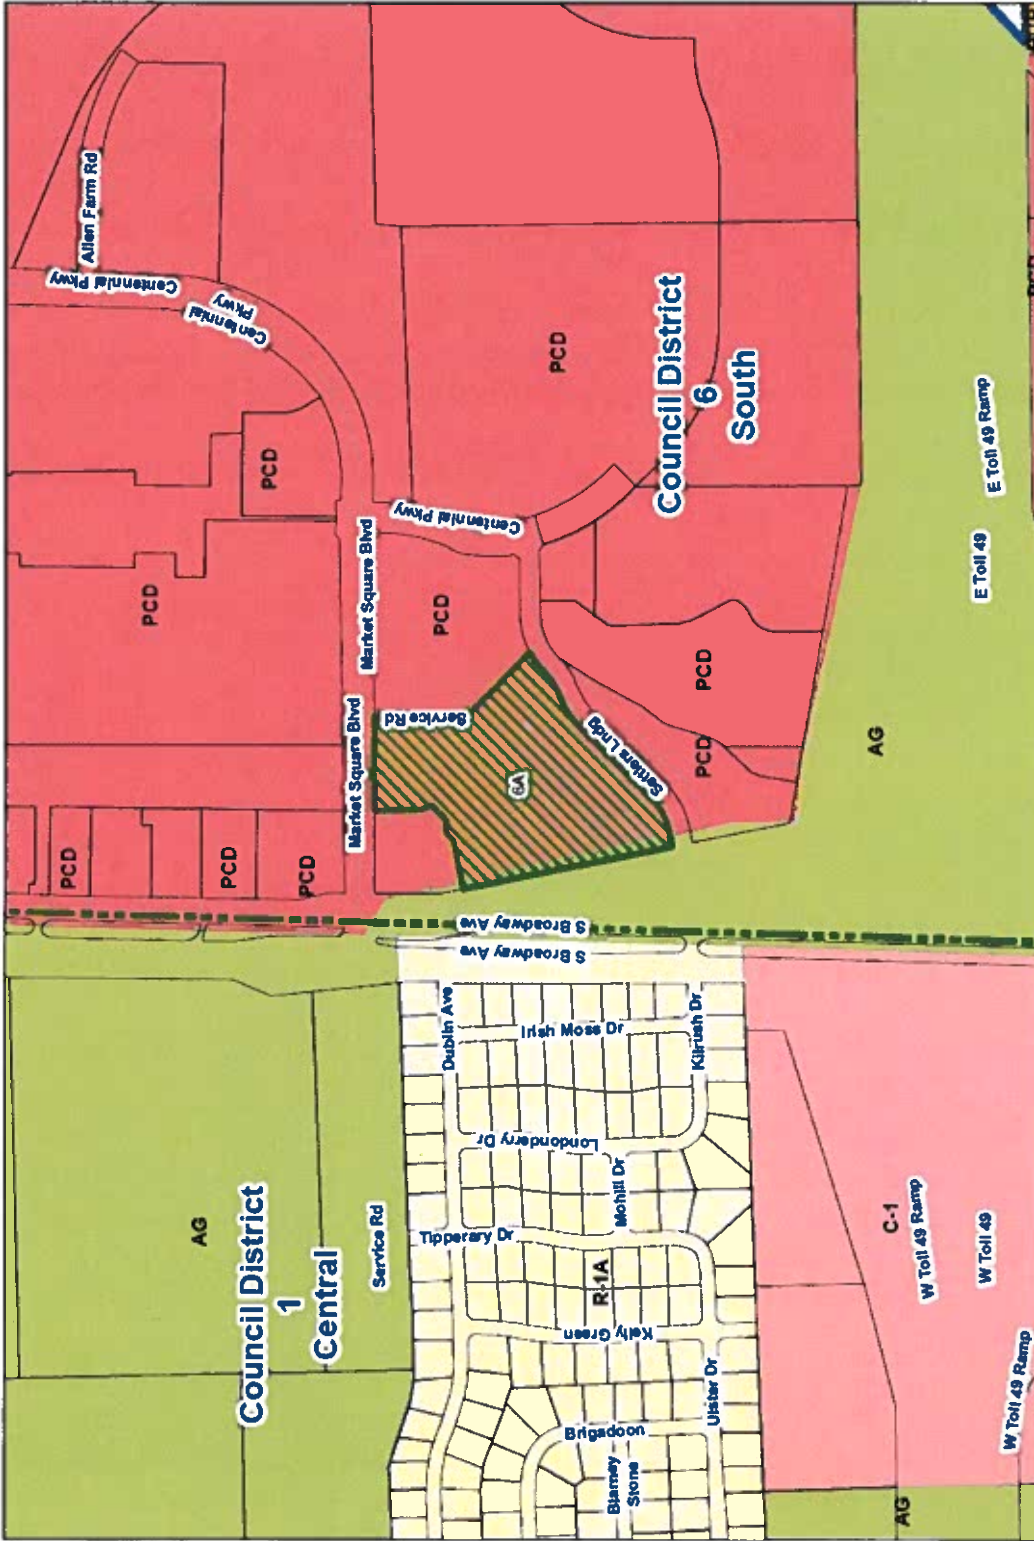 Allen Farm Rd
Centennial Pkwy
Centennial
Pkwy
PCD
PCD
PCD
PCD
PCD
AG
Council District
1
Central
Service Rd
Market Square Blvd
Market Square Blvd
Service Rd
Centennial Pkwy
PCD
PCD
Council District
6
South
6A
Settlers Lndg
PCD
PCD
S Broadway Ave
S Broadway Ave
Dublin Ave
Irish Moss Dr
Kilrush Dr
Londonderry Dr
Mohill Dr
Tipperary Dr
R-1A
Kelly Green
Brigadoon
Blarney
Stone
Ulster Dr
AG
E Toll 49 Ramp
E Toll 49
C-1
W Toll 49 Ramp
W Toll 49
W Toll 49 Ramp
AG
PCD